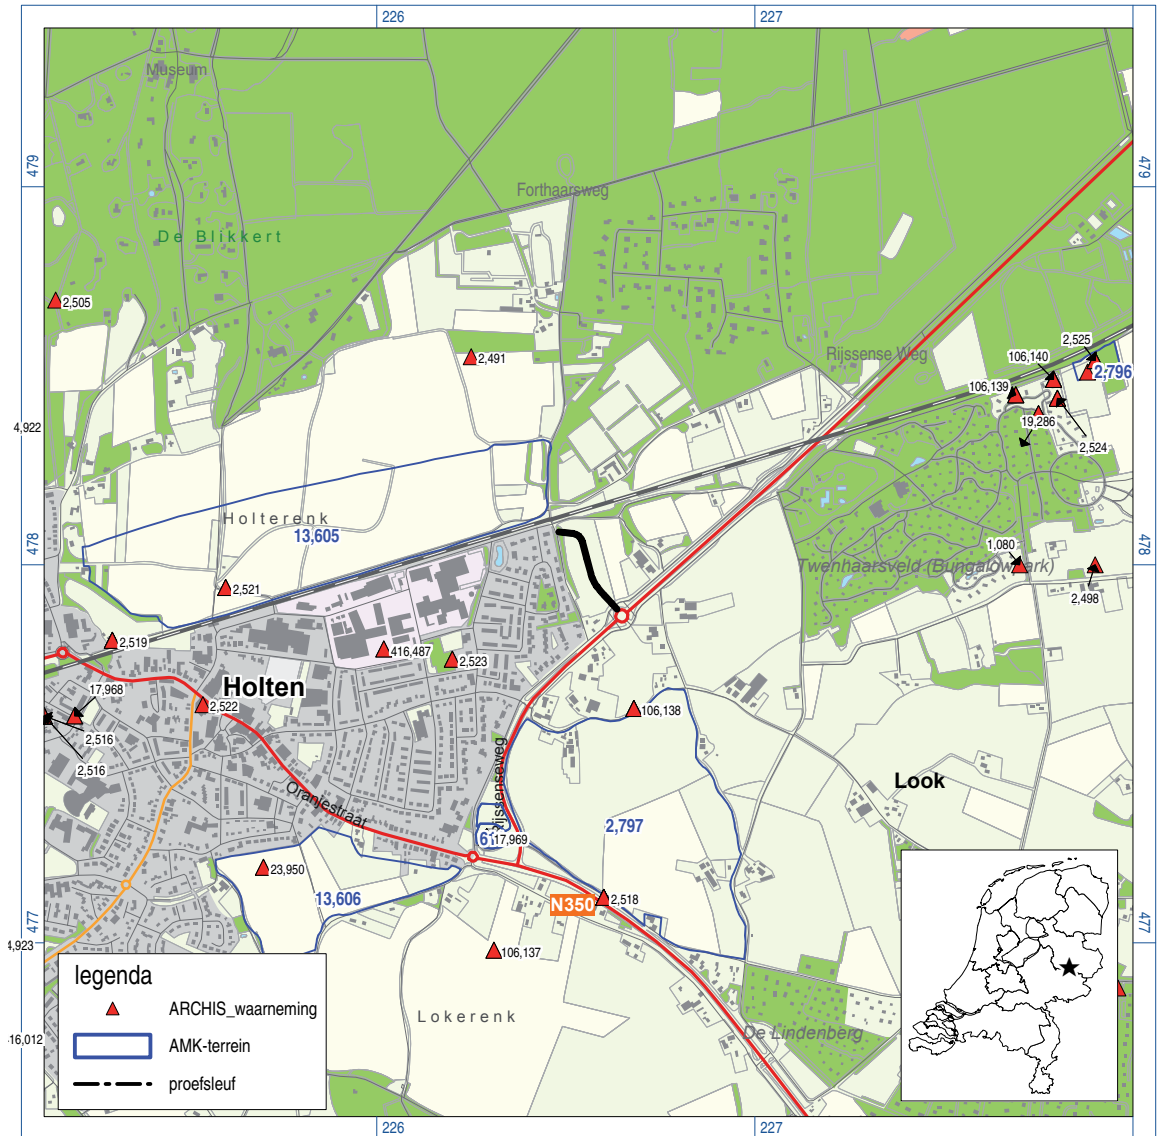 226
227
Museum
479
479
Forthaarsweg
De Blikkert
2,505
2,525
Rijssense Weg
106,140
2,491
2,796
106,139
19,286
4,922
2,524
Holterenk
13,605
478
478
1,080
Twenhaarsveld (Bungalowpark)
2,521
2,498
2,519
416,487
2,523
Holten
17,968
2,522
106,138
2,516
2,516
Rijssenseweg
Look
Oranjestraat
2,797
17,969
23,950
13,606
2,518
N350
477
477
4,923
106,137
legenda
ARCHIS_waarneming
Lokerenk
De Lindenberg
16,012
AMK-terrein
proefsleuf
226
227